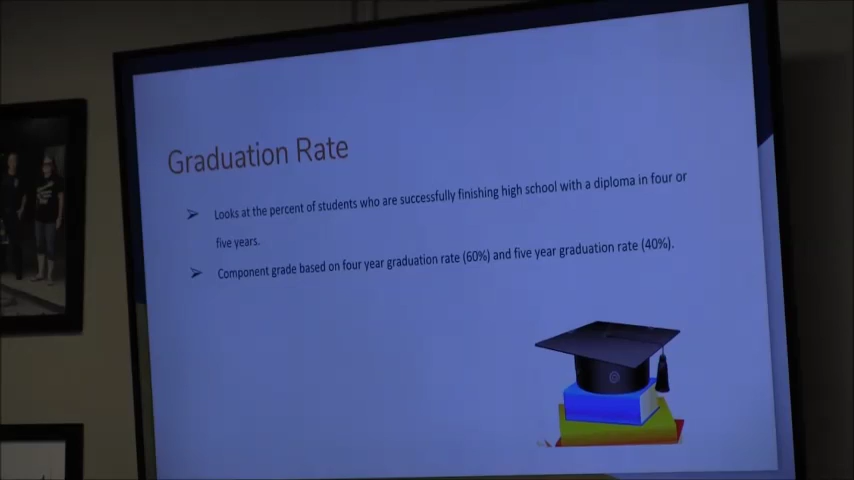 Graduation Rate
➢ Looks at the percent of students who are successfully finishing high school with a diploma in four or
five years.
➢ Component grade based on four year graduation rate (60%) and five year graduation rate (40%).